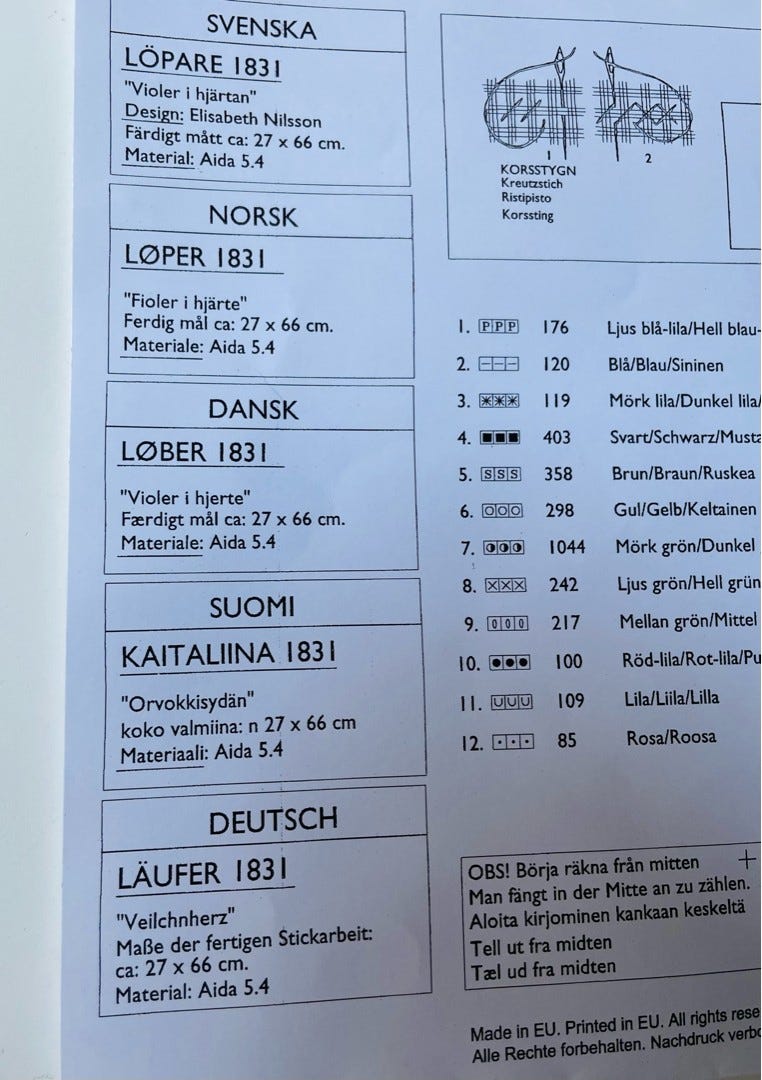 SVENSKA
LÖPARE 1831
"Violer i hjärtan"
Design: Elisabeth Nilsson
Färdigt mått ca: 27 x 66 cm.
Material: Aida 5.4
NORSK
LØPER 1831
"Fioler i hjärte"
Ferdig mål ca: 27 x 66 cm.
Materiale: Aida 5.4
DANSK
LØBER 1831
"Violer i hjerte"
Færdigt mål ca: 27 x 66 cm.
Materiale: Aida 5.4
SUOMI
KAITALIINA 1831
"Orvokkisydän"
koko valmiina: n 27 x 66 cm
Materiaali: Aida 5.4
DEUTSCH
LÄUFER 1831
"Veilchnherz"
Maße der fertigen Stickarbeit:
ca: 27 x 66 cm.
Material: Aida 5.4
1 2
KORSSTYGN
Kreutzstich
Ristipisto
Korssting
1. PPP 176 Ljus blå-lila/Hell blau-
2. 120 Blå/Blau/Sininen
3. 119 Mörk lila/Dunkel lila/
4. 403 Svart/Schwarz/Musta
5. SSS 358 Brun/Braun/Ruskea
6. 298 Gul/Gelb/Keltainen
7. 1044 Mörk grön/Dunkel
8. XXX 242 Ljus grön/Hell grün
9. 000 217 Mellan grön/Mittel
10. 100 Röd-lila/Rot-lila/Pu
11. UUU 109 Lila/Liila/Lilla
12. 85 Rosa/Roosa
OBS! Börja räkna från mitten +
Man fängt in der Mitte an zu zählen.
Aloita kirjominen kankaan keskeltä
Tell ut fra midten
Tæl ud fra midten
Made in EU. Printed in EU. All rights rese
Alle Rechte forbehalten. Nachdruck verbo